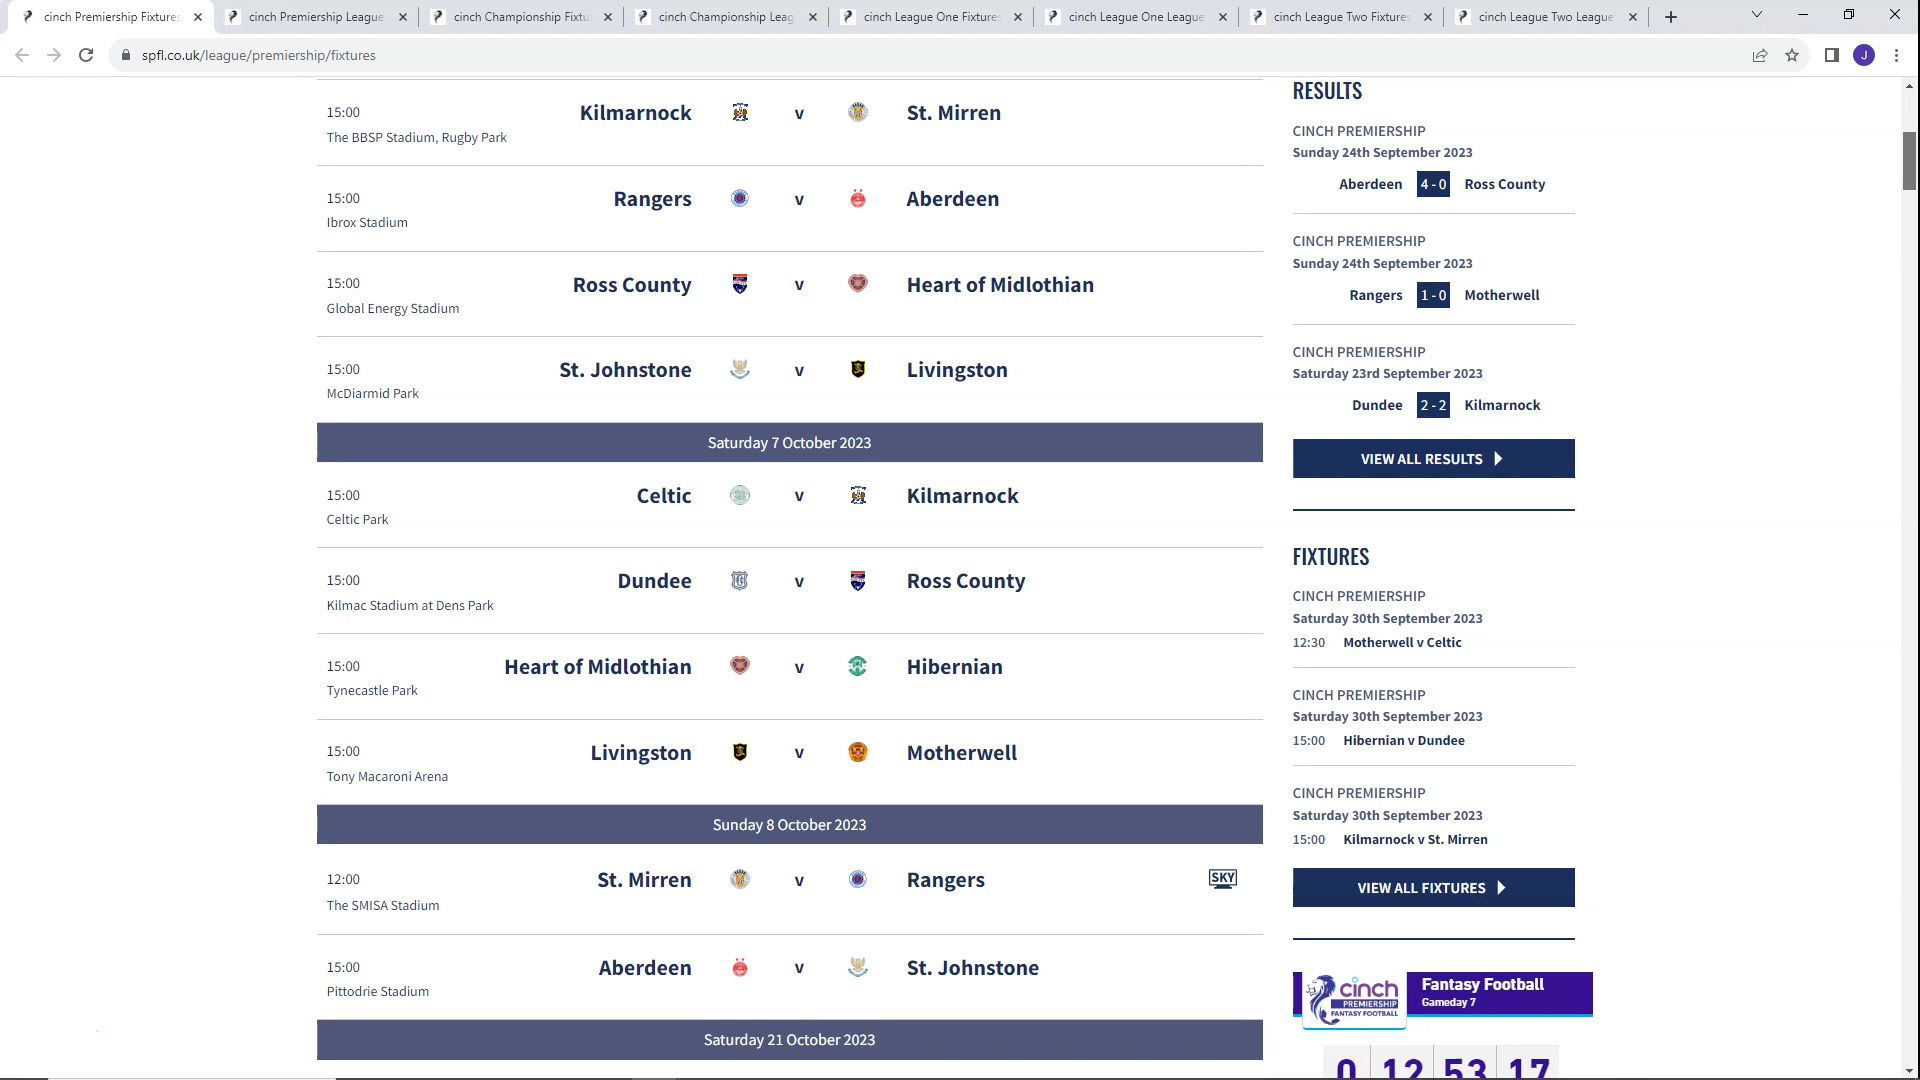 cinch Premiership Fixtures
cinch Premiership League
cinch Championship Fixtu
cinch Championship Leag
cinch League One Fixtures
cinch League One League
cinch League Two Fixtures
cinch League Two League
spfl.co.uk/league/premiership/fixtures
J
15:00
Kilmarnock v St. Mirren
The BBSP Stadium, Rugby Park
15:00
Rangers v Aberdeen
Ibrox Stadium
15:00
Ross County v Heart of Midlothian
Global Energy Stadium
15:00
St. Johnstone v Livingston
McDiarmid Park
Saturday 7 October 2023
15:00
Celtic v Kilmarnock
Celtic Park
15:00
Dundee v Ross County
Kilmac Stadium at Dens Park
15:00
Heart of Midlothian v Hibernian
Tynecastle Park
15:00
Livingston v Motherwell
Tony Macaroni Arena
Sunday 8 October 2023
12:00
St. Mirren v Rangers SKY
The SMISA Stadium
15:00
Aberdeen v St. Johnstone
Pittodrie Stadium
Saturday 21 October 2023
RESULTS
CINCH PREMIERSHIP
Sunday 24th September 2023
Aberdeen 4 - 0 Ross County
CINCH PREMIERSHIP
Sunday 24th September 2023
Rangers 1 - 0 Motherwell
CINCH PREMIERSHIP
Saturday 23rd September 2023
Dundee 2 - 2 Kilmarnock
VIEW ALL RESULTS
FIXTURES
CINCH PREMIERSHIP
Saturday 30th September 2023
12:30 Motherwell v Celtic
CINCH PREMIERSHIP
Saturday 30th September 2023
15:00 Hibernian v Dundee
CINCH PREMIERSHIP
Saturday 30th September 2023
15:00 Kilmarnock v St. Mirren
VIEW ALL FIXTURES
cinch
PREMIERSHIP
FANTASY FOOTBALL
Fantasy Football
Gameday 7
0 12 53 17